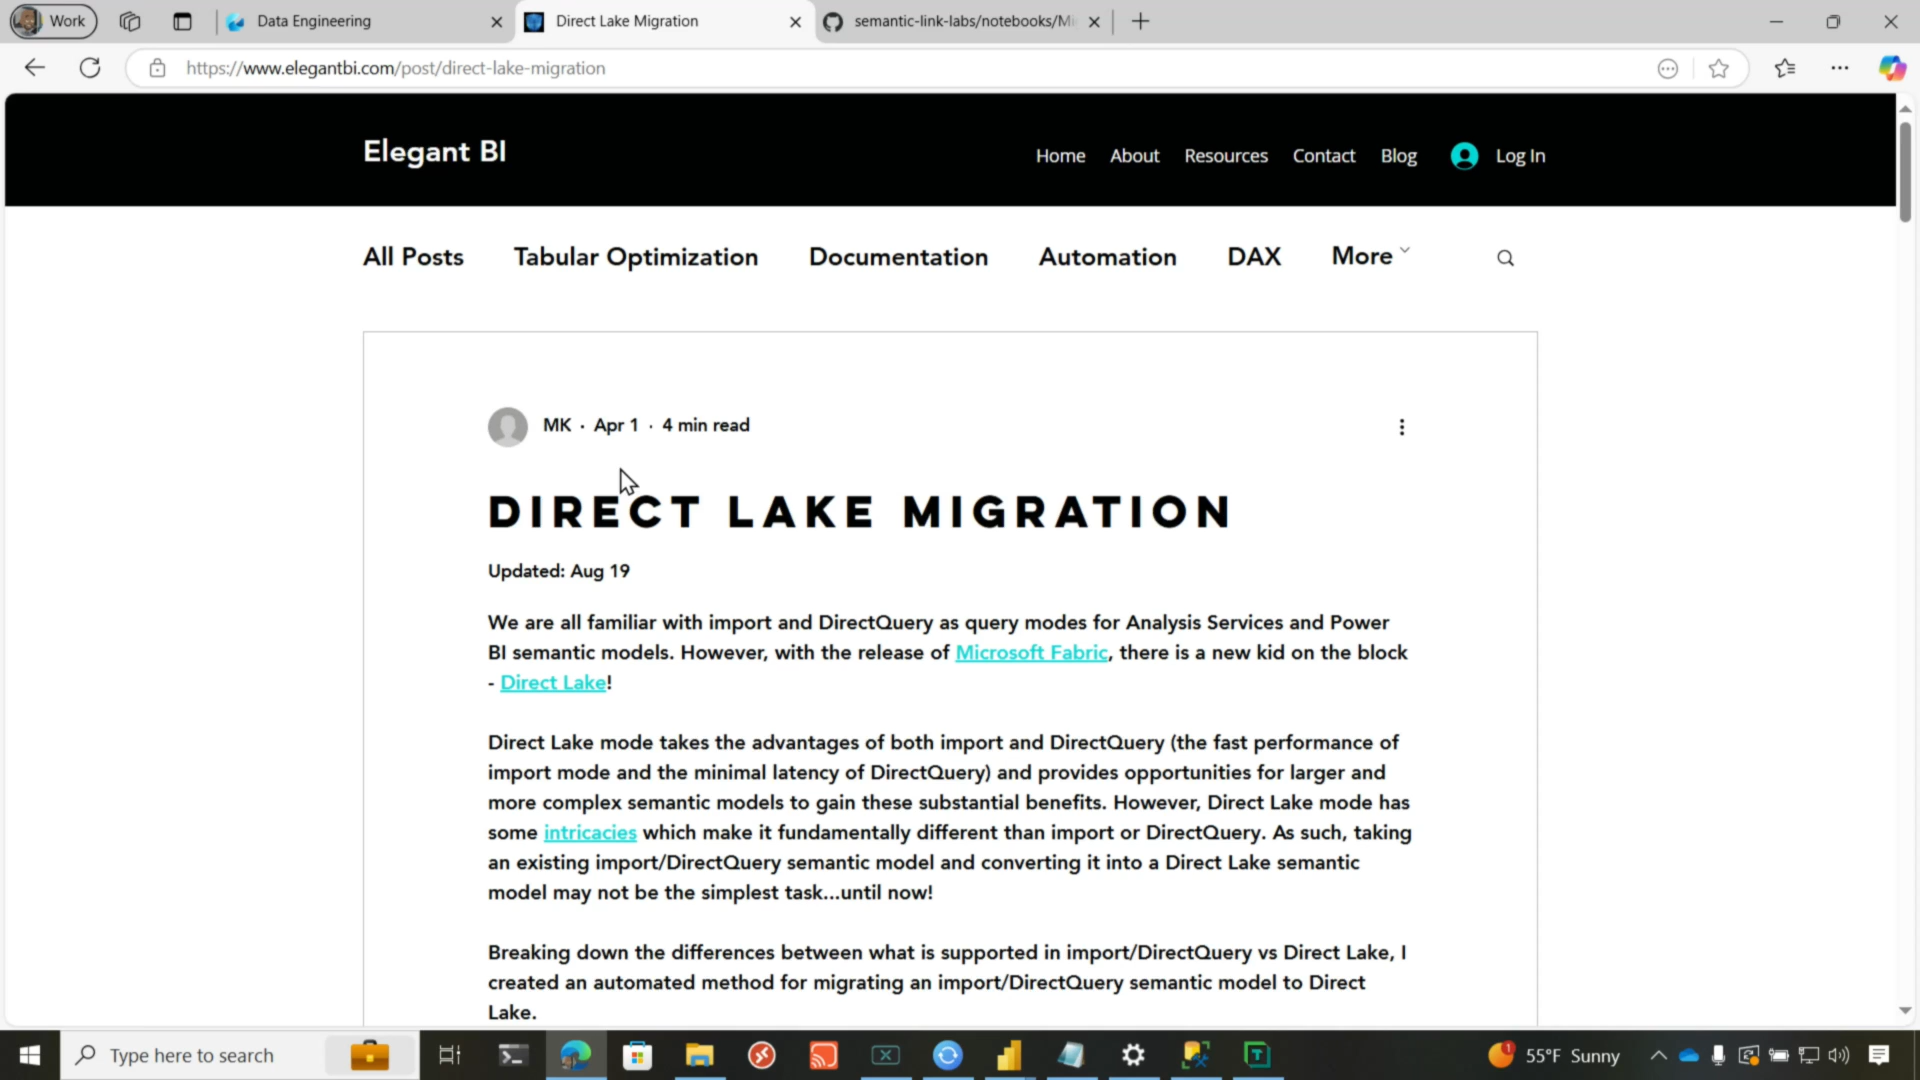 Work
Data Engineering
Direct Lake Migration
semantic-link-labs/notebooks/Mi
https://www.elegantbi.com/post/direct-lake-migration
Elegant BI
Home
About
Resources
Contact
Blog
Log In
All Posts
Tabular Optimization
Documentation
Automation
DAX
More
MK · Apr 1 · 4 min read
DIRECT LAKE MIGRATION
Updated: Aug 19
We are all familiar with import and DirectQuery as query modes for Analysis Services and Power
BI semantic models. However, with the release of Microsoft Fabric, there is a new kid on the block
- Direct Lake!
Direct Lake mode takes the advantages of both import and DirectQuery (the fast performance of
import mode and the minimal latency of DirectQuery) and provides opportunities for larger and
more complex semantic models to gain these substantial benefits. However, Direct Lake mode has
some intricacies which make it fundamentally different than import or DirectQuery. As such, taking
an existing import/DirectQuery semantic model and converting it into a Direct Lake semantic
model may not be the simplest task...until now!
Breaking down the differences between what is supported in import/DirectQuery vs Direct Lake, I
created an automated method for migrating an import/DirectQuery semantic model to Direct
Lake.
Type here to search
1
55°F Sunny